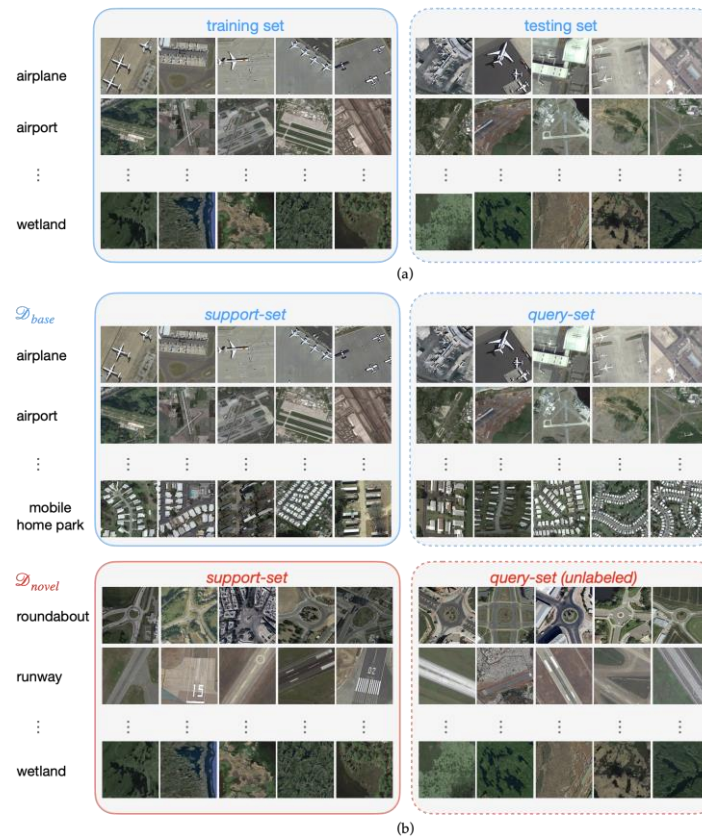 training set
testing set
airplane
airport
wetland
(a)
𝒟base
support-set
query-set
airplane
airport
mobile
home park
𝒟novel
support-set
query-set (unlabeled)
roundabout
runway
15
wetland
(b)